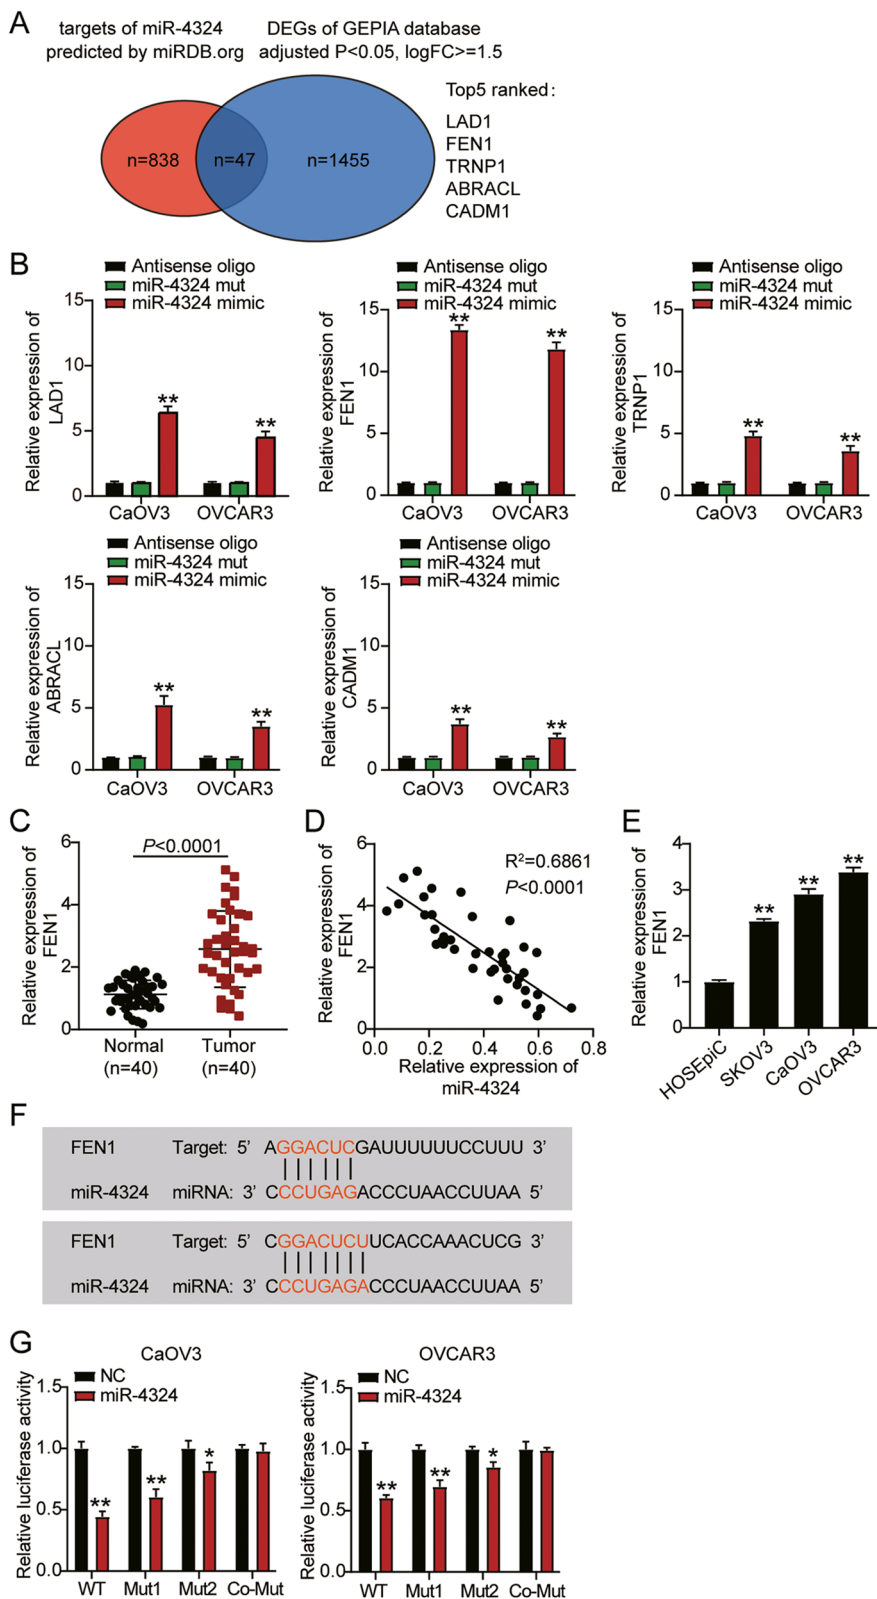 A
targets of miR-4324
predicted by miRDB.org
DEGs of GEPIA database
adjusted P<0.05, logFC>=1.5
n=838
n=47
n=1455
Top5 ranked:
LAD1
FEN1
TRNP1
ABRACL
CADM1
B
Antisense oligo
miR-4324 mut
miR-4324 mimic
Relative expression of
LAD1
15
10
5
0
**
**
CaOV3
OVCAR3
Antisense oligo
miR-4324 mut
miR-4324 mimic
Relative expression of
FEN1
15
10
5
0
**
**
CaOV3
OVCAR3
Antisense oligo
miR-4324 mut
miR-4324 mimic
Relative expression of
TRNP1
15
10
5
0
**
**
CaOV3
OVCAR3
Antisense oligo
miR-4324 mut
miR-4324 mimic
Relative expression of
ABRACL
15
10
5
0
**
**
CaOV3
OVCAR3
Antisense oligo
miR-4324 mut
miR-4324 mimic
Relative expression of
CADM1
15
10
5
0
**
**
CaOV3
OVCAR3
C
Relative expression of
FEN1
6
4
2
0
P<0.0001
Normal
(n=40)
Tumor
(n=40)
D
Relative expression of
FEN1
6
4
2
0
R²=0.6861
P<0.0001
0.0
0.2
0.4
0.6
0.8
Relative expression of
miR-4324
E
Relative expression of
FEN1
4
3
2
1
0
**
**
**
HOSEpiC
SKOV3
CaOV3
OVCAR3
F
FEN1 Target: 5’ AGGACUCGAUUUUUUCCUUU 3’
miR-4324 miRNA: 3’ CCCUGAGACCCUAACCUUAA 5’
FEN1 Target: 5’ CGGACUCUUCACCAAACUCG 3’
miR-4324 miRNA: 3’ CCCUGAGACCCUAACCUUAA 5’
G
CaOV3
NC
miR-4324
Relative luciferase activity
1.5
1.0
0.5
0.0
**
**
*
WT
Mut1
Mut2
Co-Mut
OVCAR3
NC
miR-4324
Relative luciferase activity
1.5
1.0
0.5
0.0
**
**
*
WT
Mut1
Mut2
Co-Mut